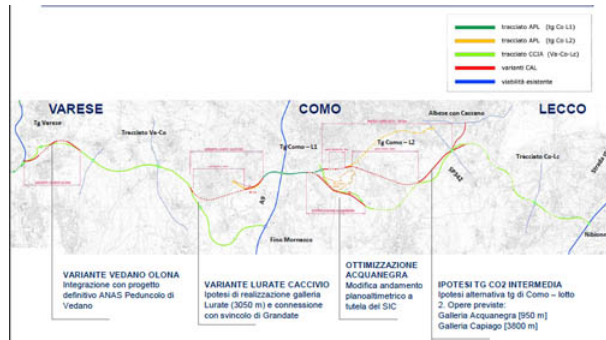 tracciato APL (tg Co L1)
tracciato APL (tg Co L2)
tracciato CCIA (Va-Co-Lc)
varianti CAL
viabilità esistente
VARESE
COMO
LECCO
Tg Varese
Tracciato Va-Co
Tg Como – L1
Tg Como – L2
Albese con Cassano
Tracciato Co-Lc
A9
SP342
Fino Mornasco
Nibionno
VARIANTE VEDANO OLONA
Integrazione con progetto
definitivo ANAS Peduncolo di
Vedano
VARIANTE LURATE CACCIVIO
Ipotesi di realizzazione galleria
Lurate (3050 m) e connessione
con svincolo di Grandate
OTTIMIZZAZIONE
ACQUANEGRA
Modifica andamento
planoaltimetrico a
tutela del SIC
IPOTESI TG CO2 INTERMEDIA
Ipotesi alternativa tg di Como – lotto
2. Opere previste:
Galleria Acquanegra [950 m]
Galleria Capiago [3800 m]